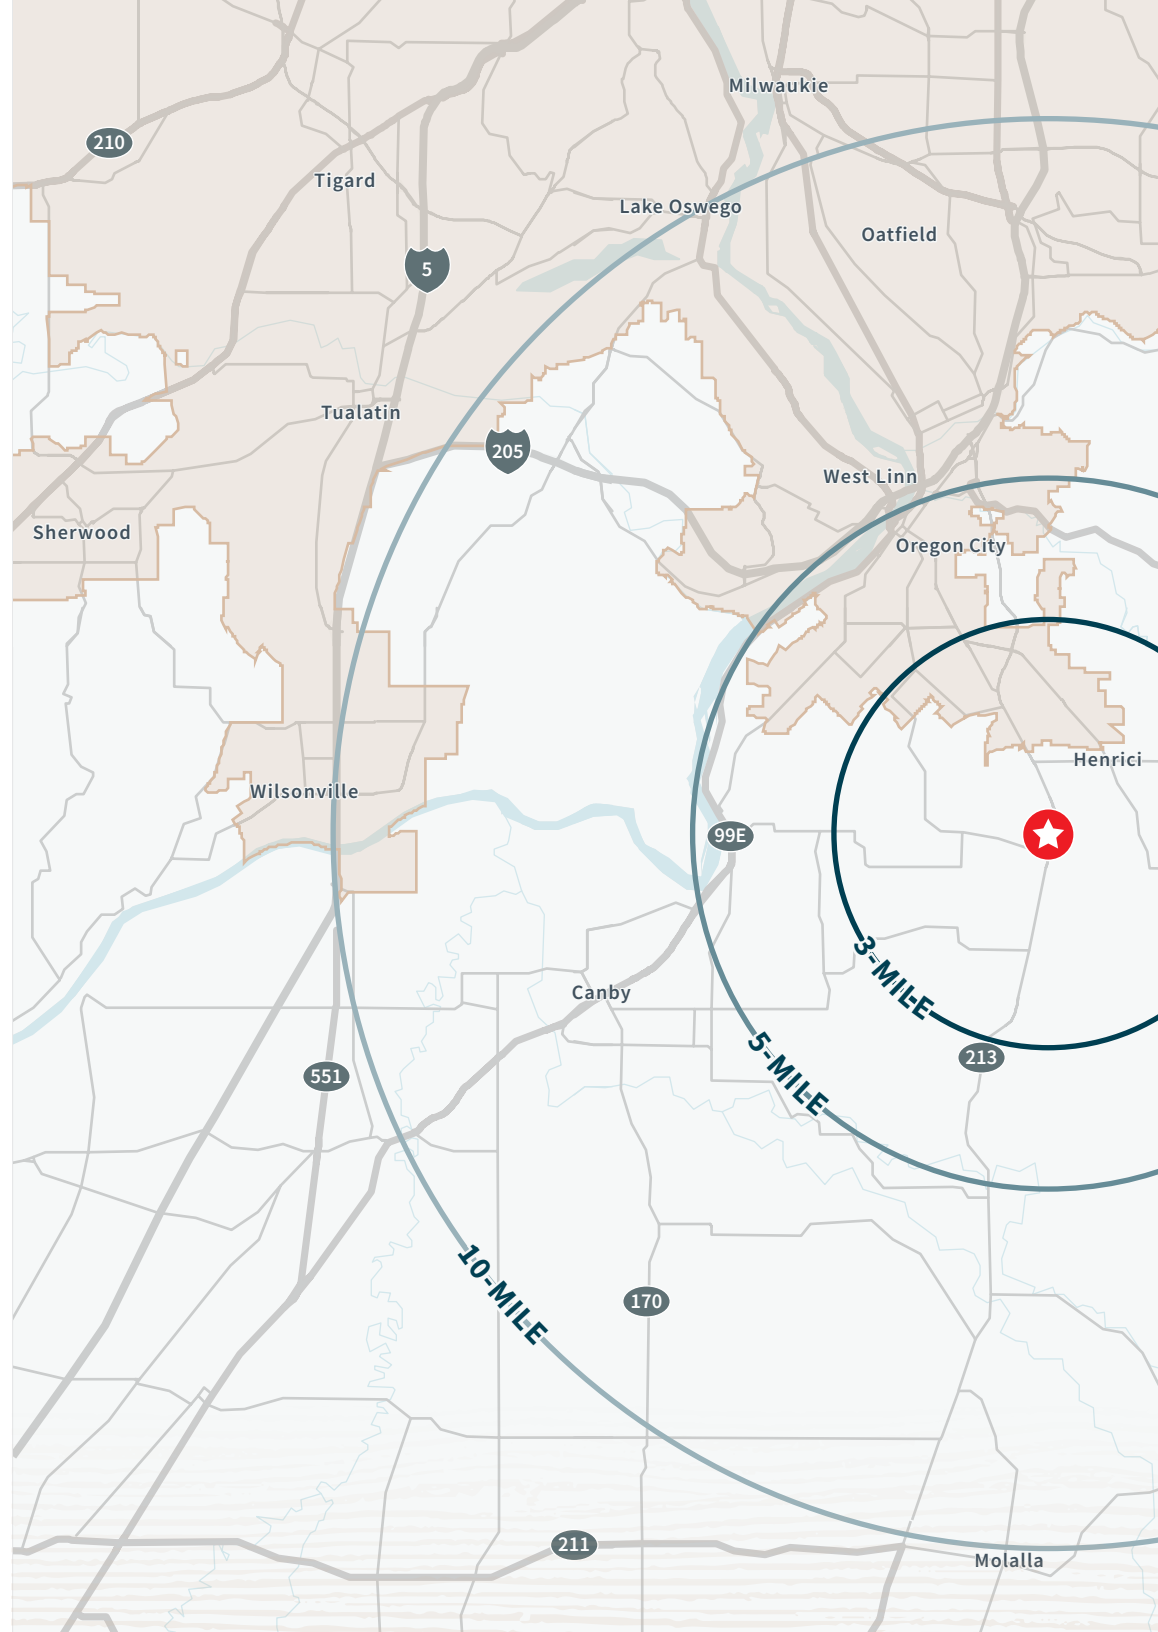 Milwaukie
210
Tigard
Lake Oswego
Oatfield
5
Tualatin
205
West Linn
Sherwood
Oregon City
Henrici
Wilsonville
99E
3-MILE
Canby
5-MILE
213
551
10-MILE
170
211
Molalla